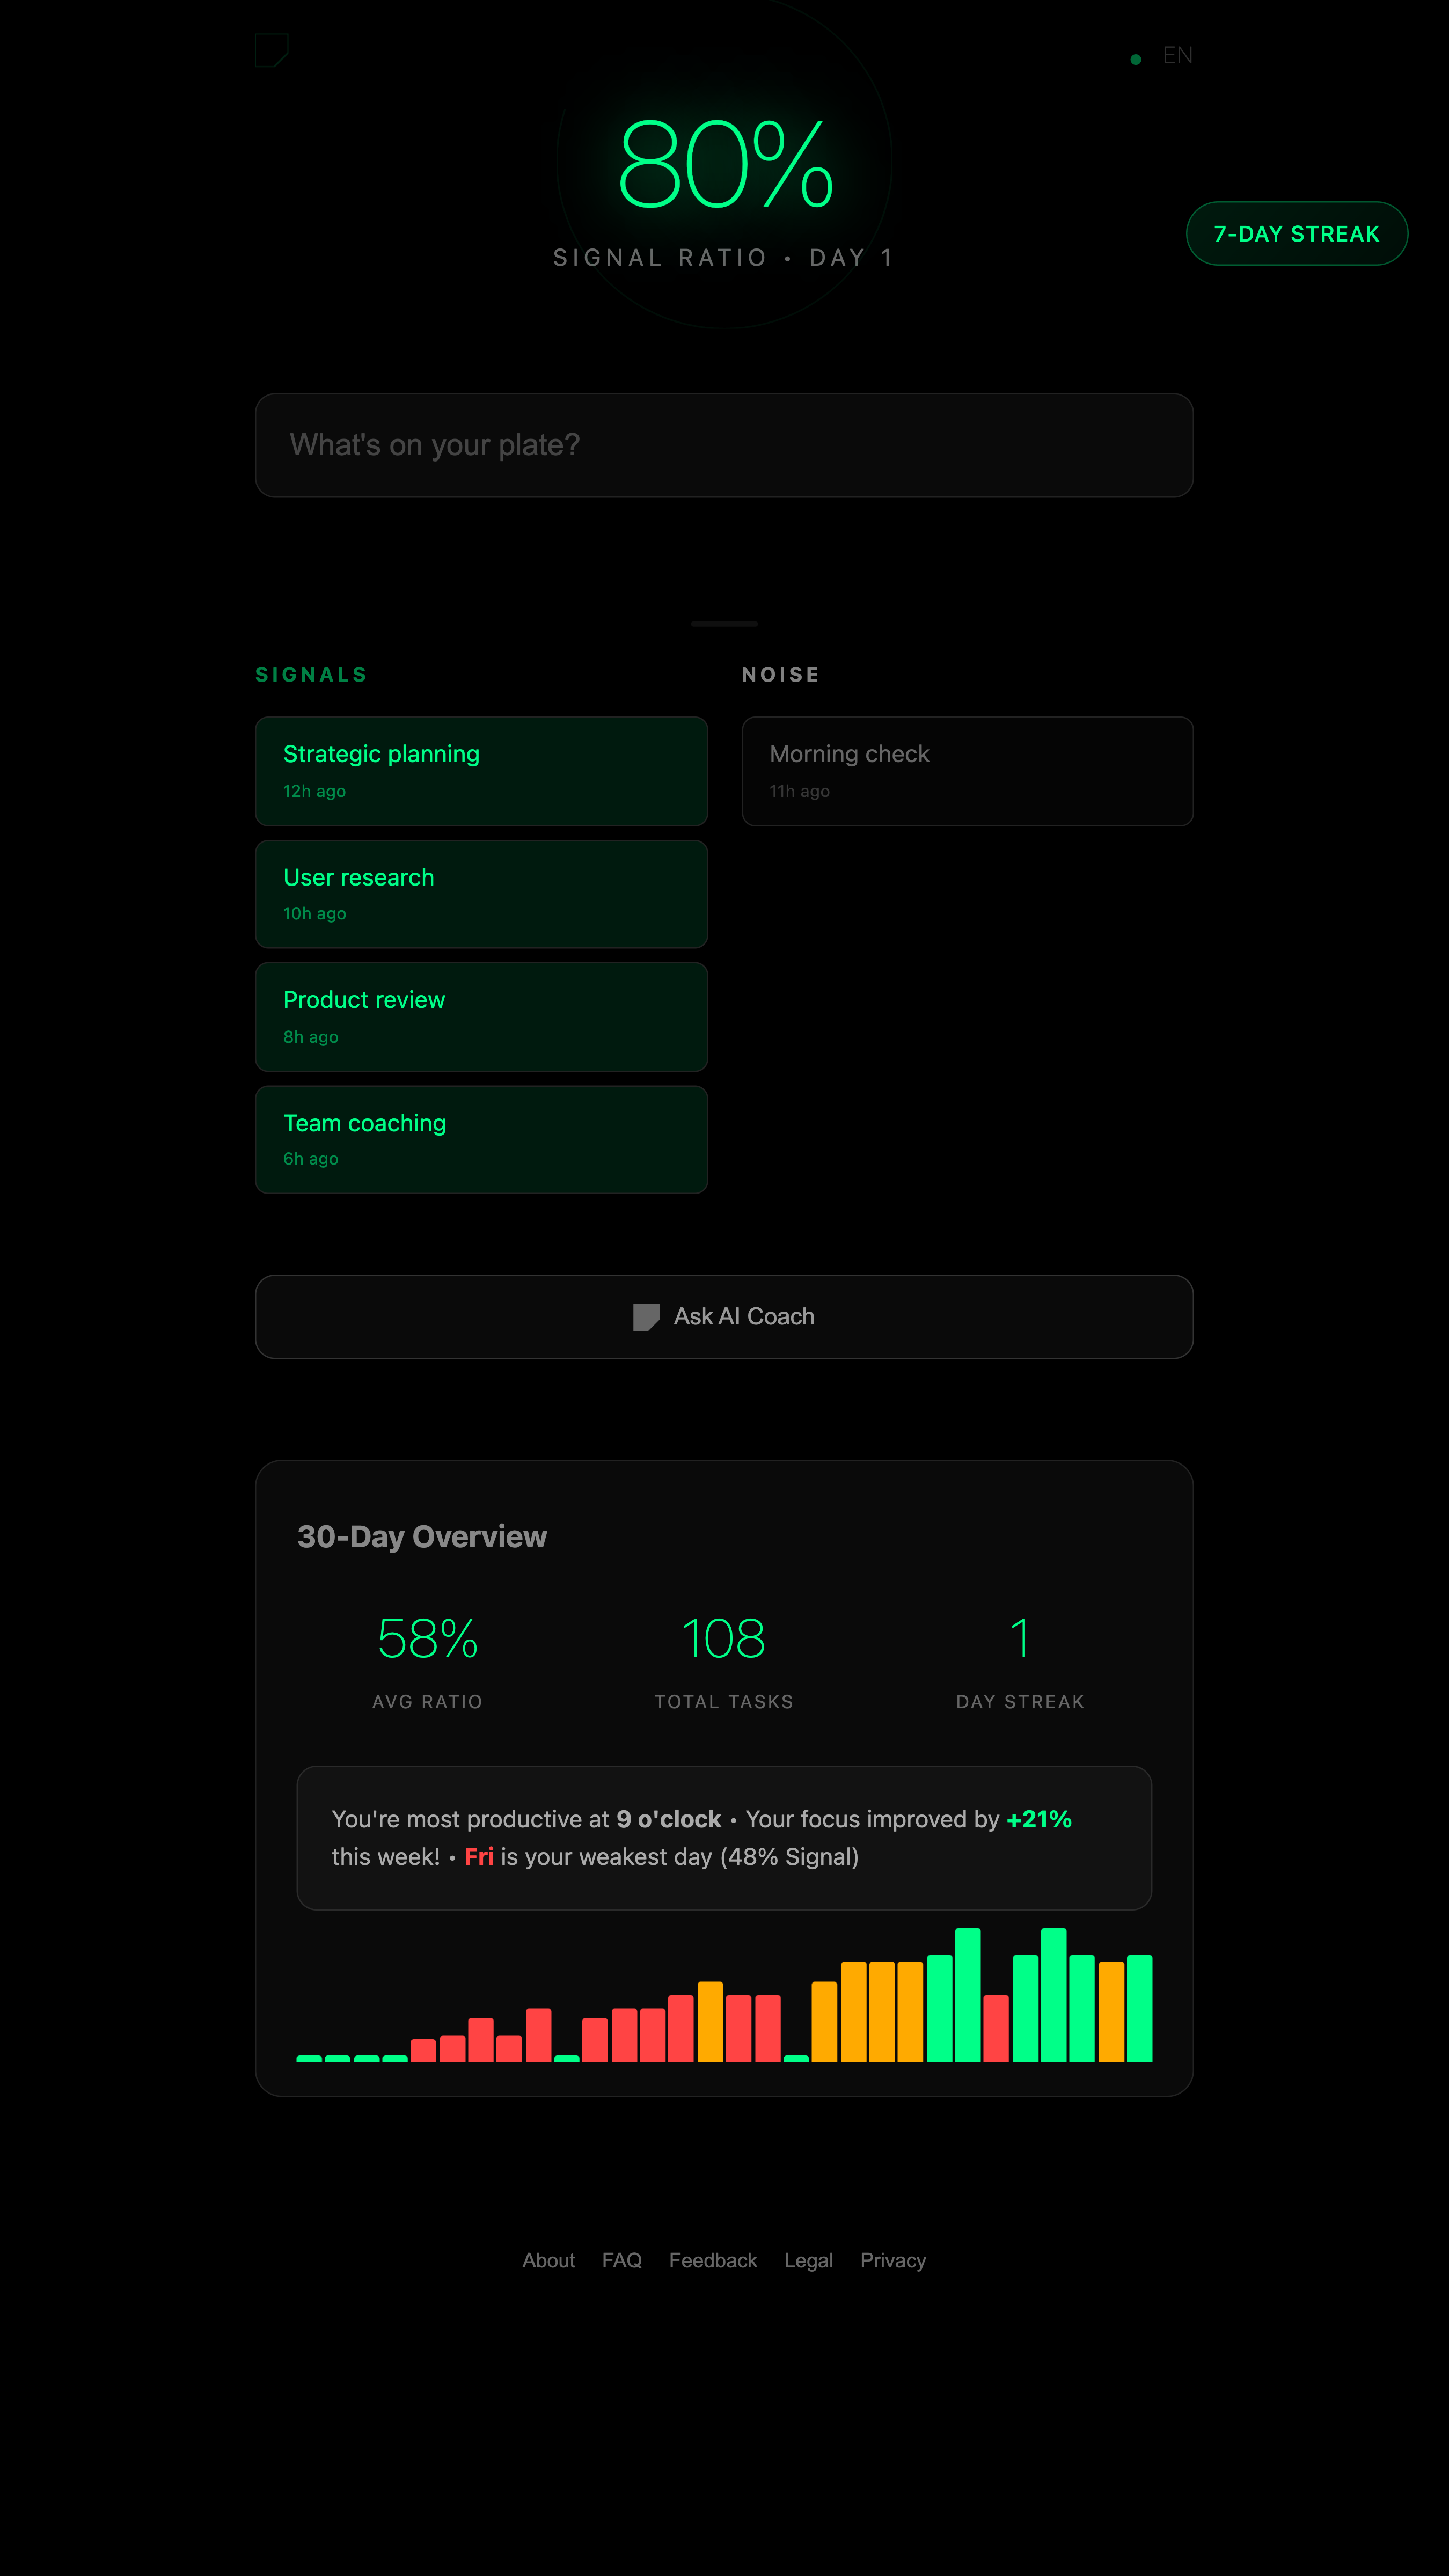 EN
80%
SIGNAL RATIO • DAY 1
7-DAY STREAK
What's on your plate?
SIGNALS
Strategic planning
12h ago
User research
10h ago
Product review
8h ago
Team coaching
6h ago
NOISE
Morning check
11h ago
Ask AI Coach
30-Day Overview
58%
AVG RATIO
108
TOTAL TASKS
1
DAY STREAK
You're most productive at 9 o'clock • Your focus improved by +21%
this week! • Fri is your weakest day (48% Signal)
About FAQ Feedback Legal Privacy